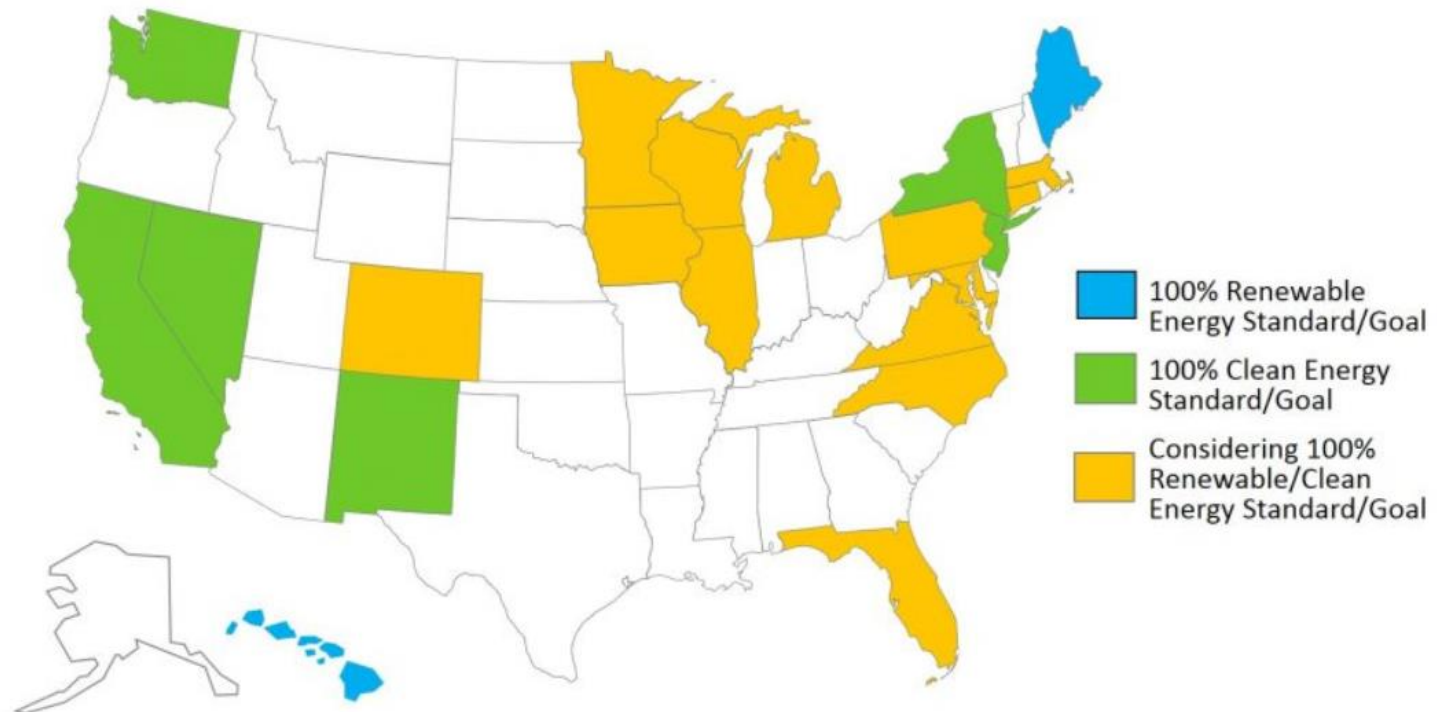 100% Renewable
Energy Standard/Goal
100% Clean Energy
Standard/Goal
Considering 100%
Renewable/Clean
Energy Standard/Goal